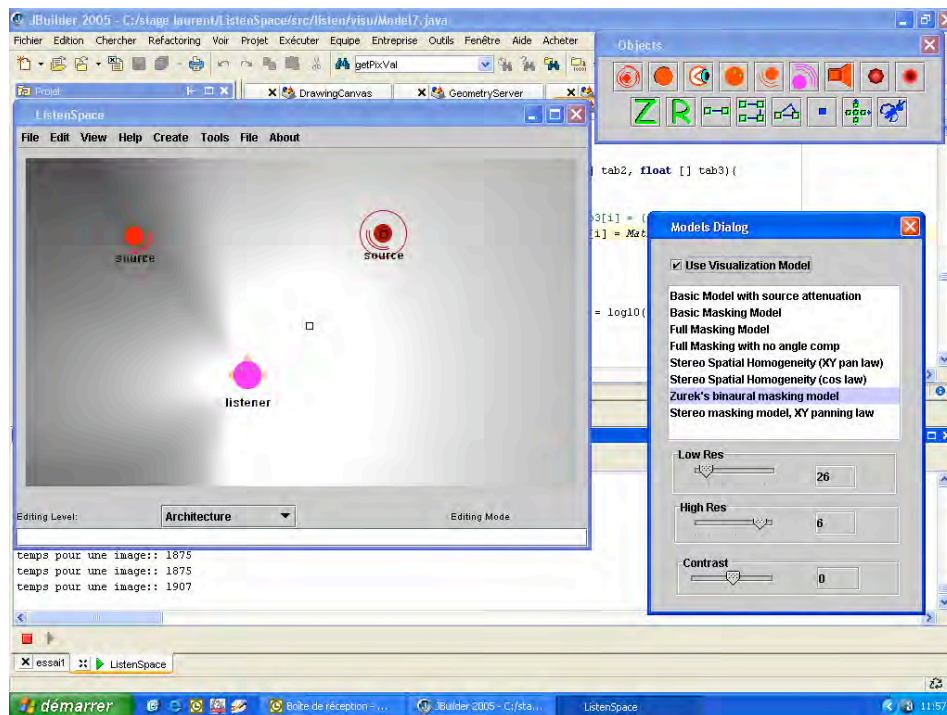 JBuilder 2005 - C:/stage laurent/ListenSpace/src/listen/visu/Model7.java
Fichier Edition Chercher Refactoring Voir Projet Exécuter Equipe Entreprise Outils Fenêtre Aide Acheter
getPixVal
Projet
DrawingCanvas
GeometryServer
Objects
Z R
ListenSpace
File Edit View Help Create Tools File About
tab2, float [] tab3){
source
source
listener
Editing Level:
Architecture
Editing Mode
Models Dialog
Use Visualization Model
Basic Model with source attenuation
Basic Masking Model
Full Masking Model
Full Masking with no angle comp
Stereo Spatial Homogeneity (XY pan law)
Stereo Spatial Homogeneity (cos law)
Zurek's binaural masking model
Stereo masking model, XY panning law
Low Res
26
High Res
6
Contrast
0
= log10(
temps pour une image:: 1875
temps pour une image:: 1875
temps pour une image:: 1907
essai1
ListenSpace
démarrer
Boîte de réception - ...
JBuilder 2005 - C:/sta...
ListenSpace